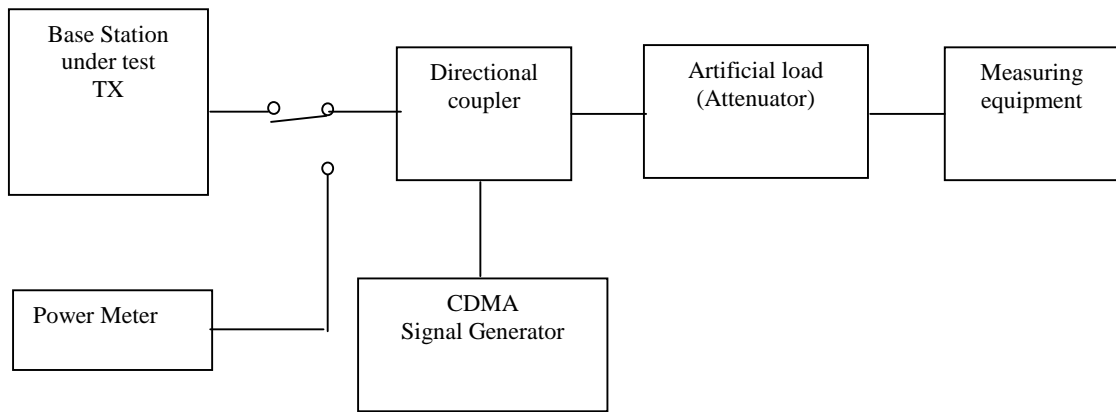 Base Station
under test
TX
Directional
coupler
Artificial load
(Attenuator)
Measuring
equipment
Power Meter
CDMA
Signal Generator